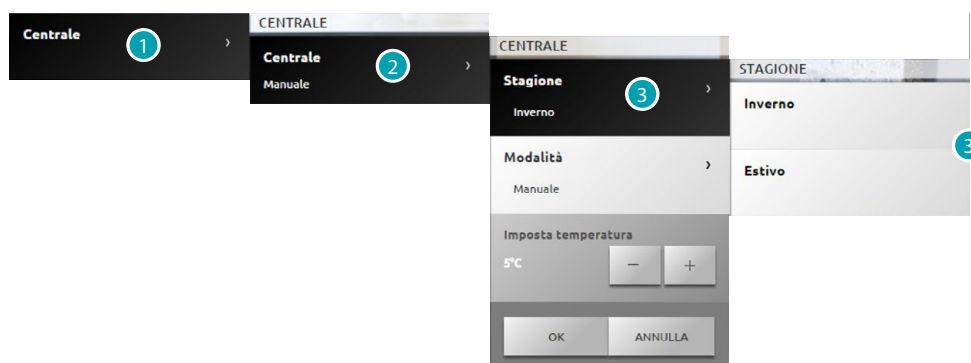 Centrale
1
CENTRALE
Centrale
2
Manuale
CENTRALE
Stagione
3
Inverno
Modalità
Manuale
Imposta temperatura
5°C
− +
OK ANNULLA
STAGIONE
Inverno
3
Estivo